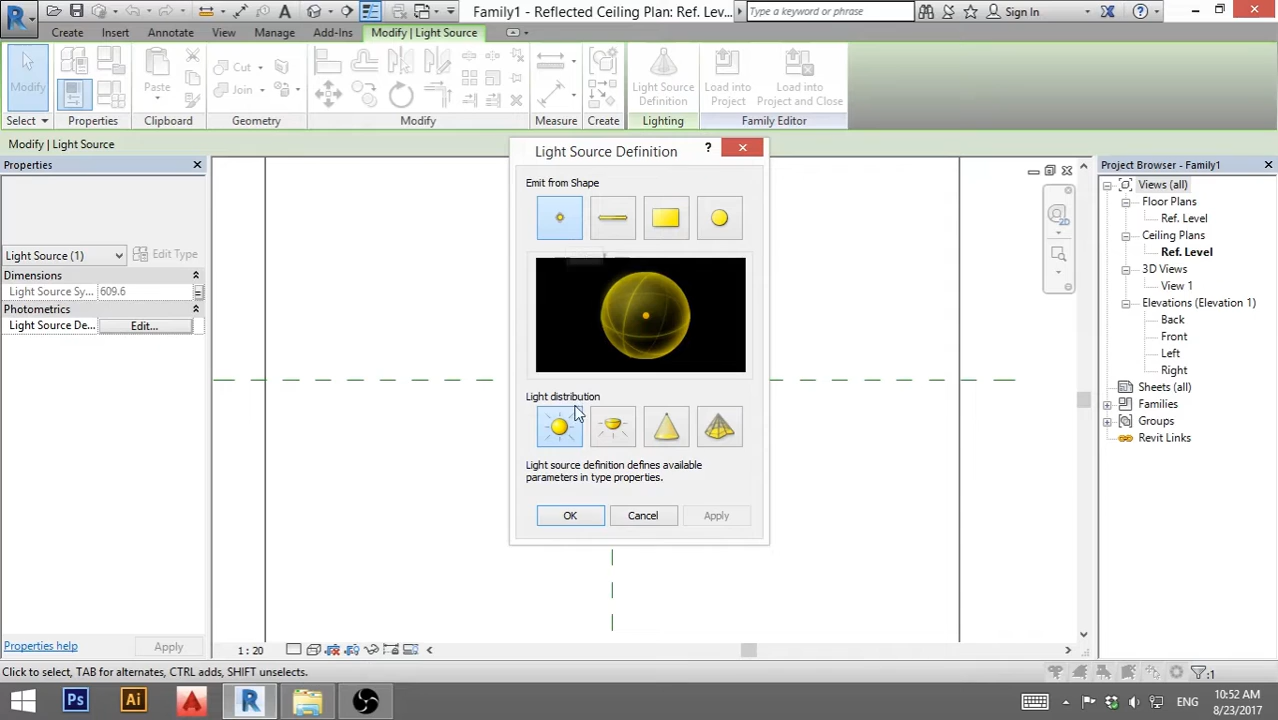 Family1 - Reflected Ceiling Plan: Ref. Lev...
Type a keyword or phrase
Sign In
Create
Insert
Annotate
View
Manage
Add-Ins
Modify | Light Source
Modify
Paste
Cut
Join
Light Source
Definition
Load into
Project
Load into
Project and Close
Select
Properties
Clipboard
Geometry
Modify
Measure
Create
Lighting
Family Editor
Modify | Light Source
Properties
Light Source (1)
Edit Type
Dimensions
Light Source Sy...
609.6
Photometrics
Light Source De...
Edit...
Properties help
Apply
Light Source Definition
?
Emit from Shape
Light distribution
Light source definition defines available
parameters in type properties.
OK
Cancel
Apply
2D
Project Browser - Family1
Views (all)
Floor Plans
Ref. Level
Ceiling Plans
Ref. Level
3D Views
View 1
Elevations (Elevation 1)
Back
Front
Left
Right
Sheets (all)
Families
Groups
Revit Links
1 : 20
Click to select, TAB for alternates, CTRL adds, SHIFT unselects.
:1
Ps
Ai
ENG
10:52 AM
8/23/2017